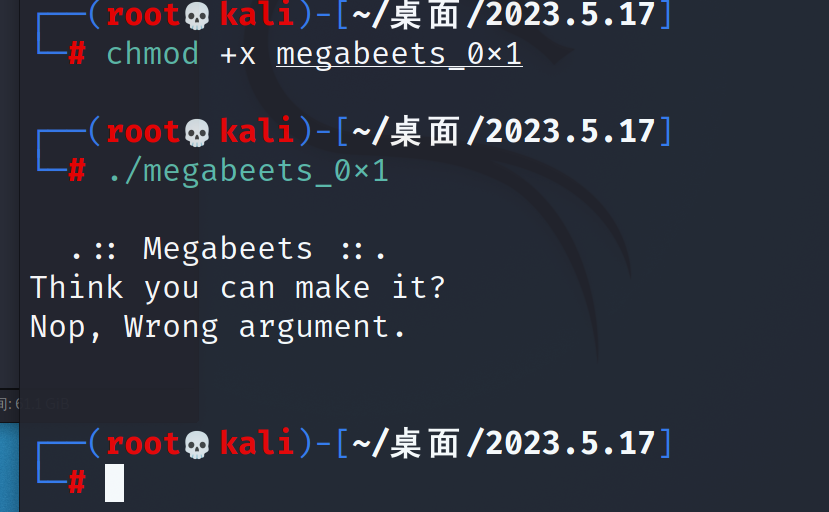 ┌──(root💀kali)-[~/桌面/2023.5.17]
└─# chmod +x megabeets_0×1
┌──(root💀kali)-[~/桌面/2023.5.17]
└─# ./megabeets_0×1
.:: Megabeets ::.
Think you can make it?
Nop, Wrong argument.
┌──(root💀kali)-[~/桌面/2023.5.17]
└─#